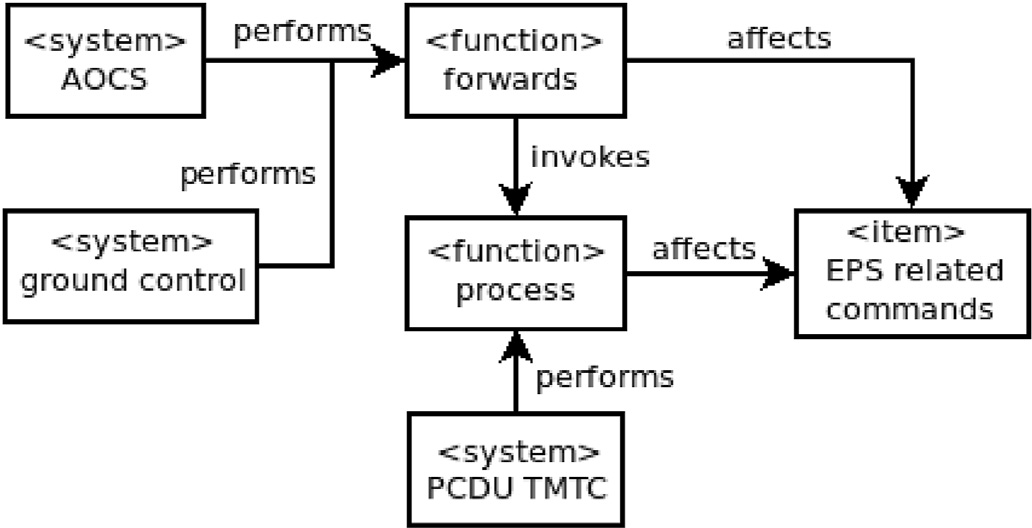 <system>
AOCS
performs
<function>
forwards
affects
performs
invokes
<system>
ground control
<function>
process
affects
<item>
EPS related
commands
performs
<system>
PCDU TMTC